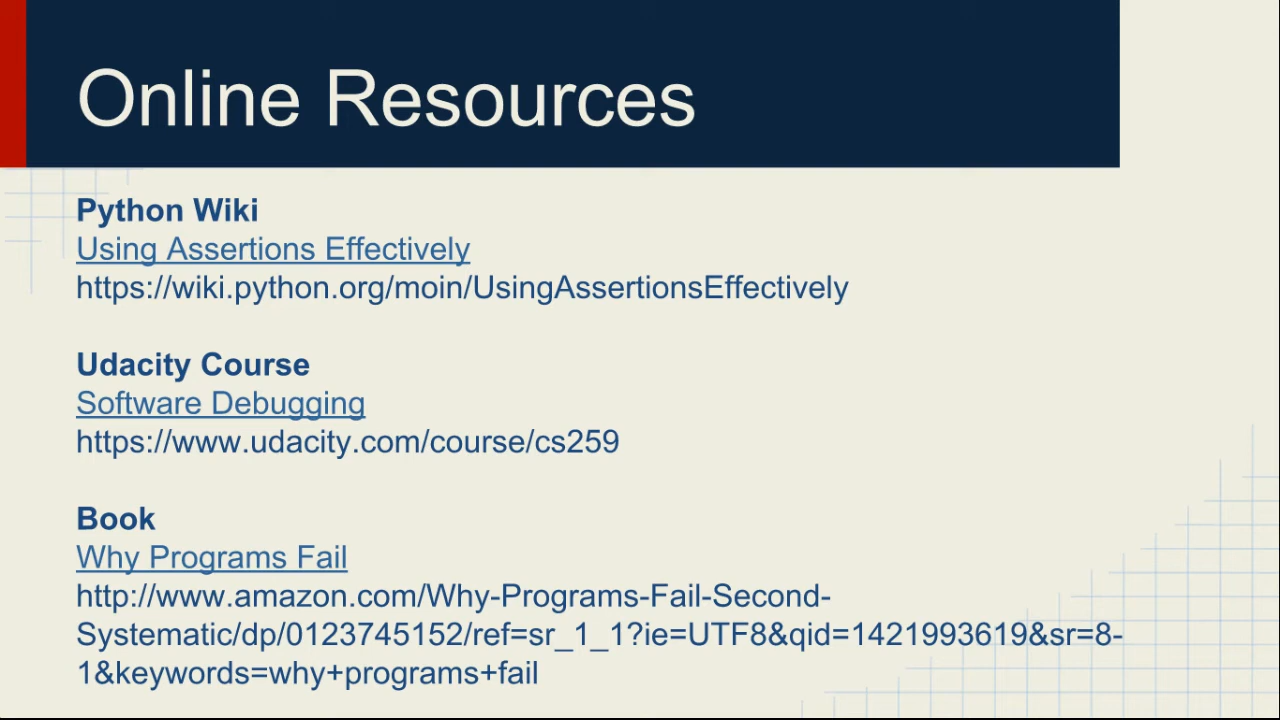 Online Resources
Python Wiki
Using Assertions Effectively
https://wiki.python.org/moin/UsingAssertionsEffectively
Udacity Course
Software Debugging
https://www.udacity.com/course/cs259
Book
Why Programs Fail
http://www.amazon.com/Why-Programs-Fail-Second-
Systematic/dp/0123745152/ref=sr_1_1?ie=UTF8&qid=1421993619&sr=8-
1&keywords=why+programs+fail